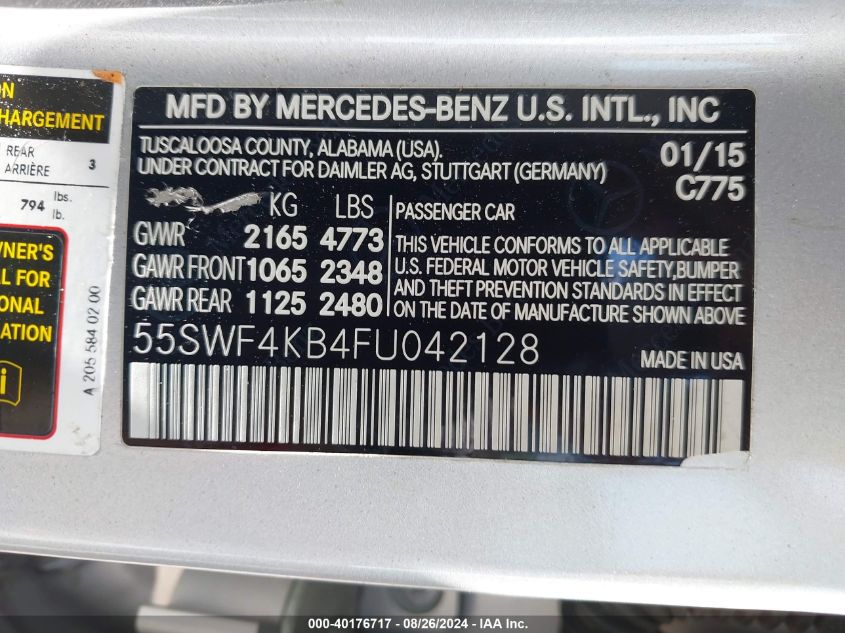 ON
CHARGEMENT
REAR
ARRIÈRE
3
794
lbs.
lb.
OWNER'S
FOR
A 205 584 02 00
i
MFD BY MERCEDES-BENZ U.S. INTL., INC
TUSCALOOSA COUNTY, ALABAMA (USA).
UNDER CONTRACT FOR DAIMLER AG, STUTTGART (GERMANY)
01/15
C775
KG LBS
GVWR 2165 4773
GAWR FRONT 1065 2348
GAWR REAR 1125 2480
PASSENGER CAR
THIS VEHICLE CONFORMS TO ALL APPLICABLE
U.S. FEDERAL MOTOR VEHICLE SAFETY,BUMPER
AND THEFT PREVENTION STANDARDS IN EFFECT
ON THE DATE OF MANUFACTURE SHOWN ABOVE
55SWF4KB4FU042128
MADE IN USA
000-40176717 - 08/26/2024 - IAA Inc.